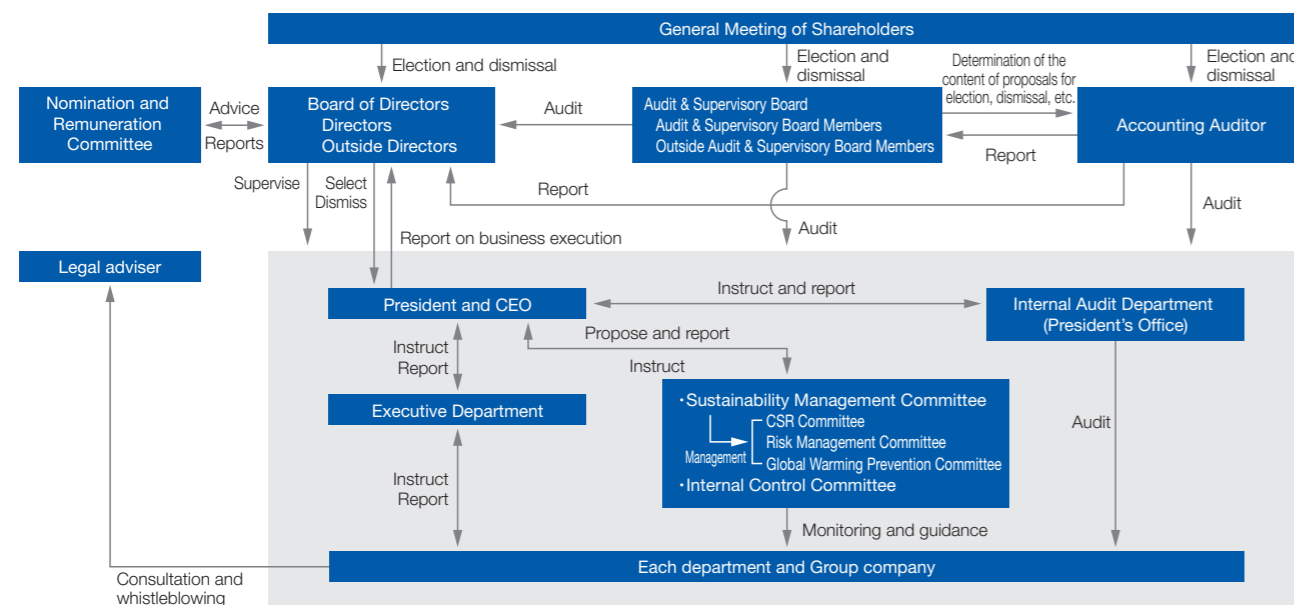 General Meeting of Shareholders
Election and dismissal
Election and
dismissal
Determination of the
content of proposals for
election, dismissal, etc.
Election and
dismissal
Nomination and
Remuneration
Committee
Advice
Reports
Board of Directors
Directors
Outside Directors
Audit
Audit & Supervisory Board
Audit & Supervisory Board Members
Outside Audit & Supervisory Board Members
Report
Accounting Auditor
Supervise
Select
Dismiss
Report
Audit
Audit
Report on business execution
Legal adviser
President and CEO
Instruct and report
Internal Audit Department
(President's Office)
Propose and report
Instruct
Instruct
Report
Executive Department
・Sustainability Management Committee
CSR Committee
Risk Management Committee
Management
Global Warming Prevention Committee
・Internal Control Committee
Audit
Instruct
Report
Monitoring and guidance
Each department and Group company
Consultation and
whistleblowing